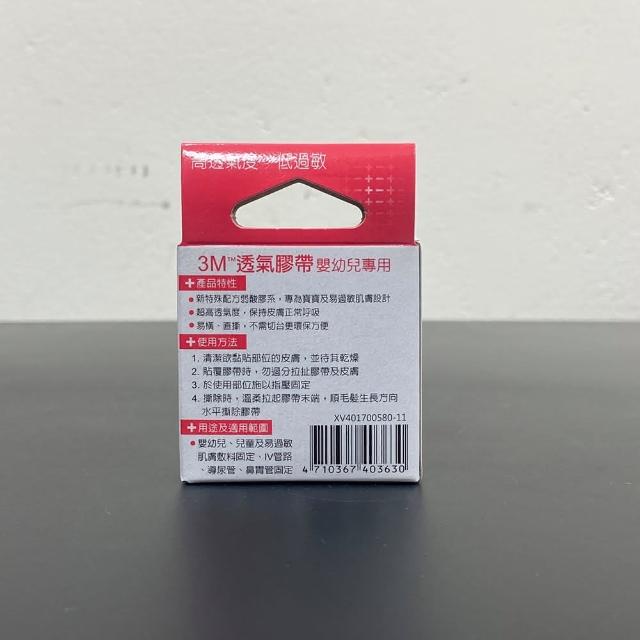 高透氣度，低過敏
3M™透氣膠帶 嬰幼兒專用
產品特性
● 新特殊配方弱酸膠系，專為寶寶及易過敏肌膚設計
● 超高透氣度，保持皮膚正常呼吸
● 易橫、直撕，不需切台更環保方便
使用方法
1. 清潔欲黏貼部位的皮膚，並待其乾燥
2. 貼覆膠帶時，勿過分拉扯膠帶及皮膚
3. 於使用部位施以指壓固定
4. 撕除時，溫柔拉起膠帶末端，順毛髮生長方向
水平撕除膠帶
XV401700580-11
用途及適用範圍
● 嬰幼兒、兒童及易過敏
肌膚敷料固定、IV管路
、導尿管、鼻胃管固定
4 710367 403630